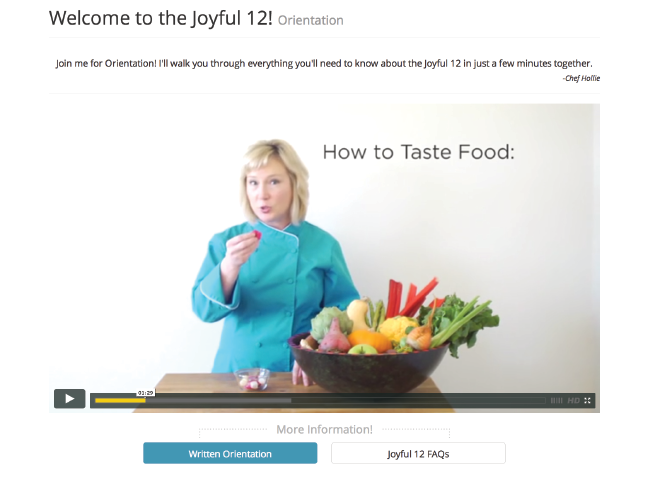 Welcome to the Joyful 12! Orientation
Join me for Orientation! I'll walk you through everything you'll need to know about the Joyful 12 in just a few minutes together.
-Chef Hollie
How to Taste Food:
01:29
HD
More Information!
Written Orientation
Joyful 12 FAQs